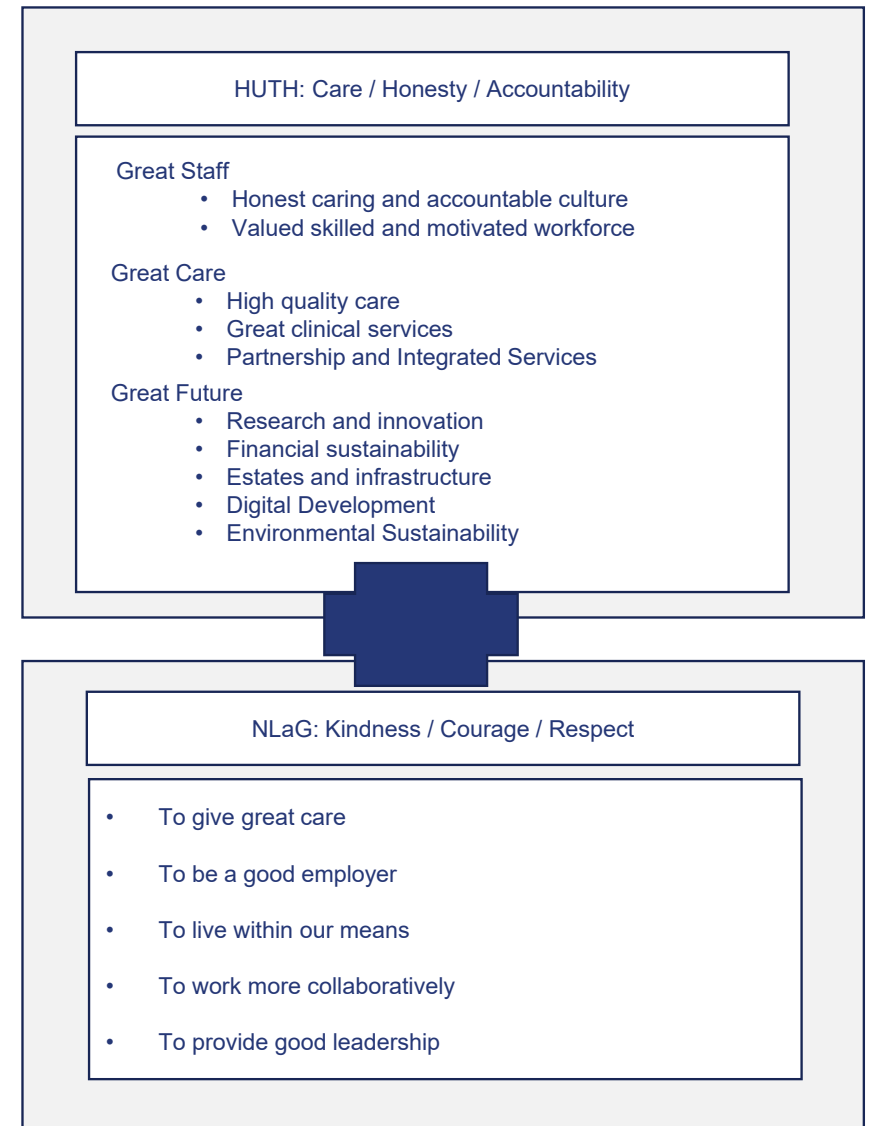 HUTH: Care / Honesty / Accountability
Great Staff
• Honest caring and accountable culture
• Valued skilled and motivated workforce
Great Care
• High quality care
• Great clinical services
• Partnership and Integrated Services
Great Future
• Research and innovation
• Financial sustainability
• Estates and infrastructure
• Digital Development
• Environmental Sustainability
NLaG: Kindness / Courage / Respect
• To give great care
• To be a good employer
• To live within our means
• To work more collaboratively
• To provide good leadership